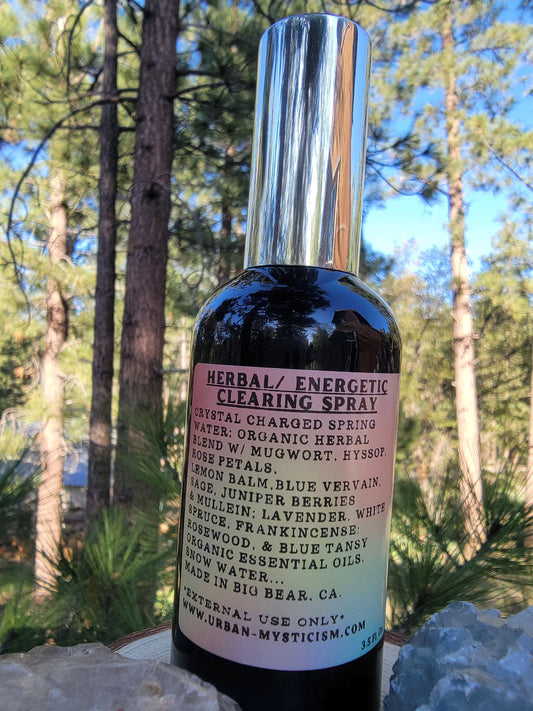 HERBAL/ ENERGETIC
CLEARING SPRAY
CRYSTAL CHARGED SPRING
WATER; ORGANIC HERBAL
BLEND W/ MUGWORT, HYSSOP,
ROSE PETALS,
LEMON BALM,BLUE VERVAIN,
SAGE, JUNIPER BERRIES
& MULLEIN; LAVENDER, WHITE
SPRUCE, FRANKINCENSE;
ROSEWOOD, & BLUE TANSY
ORGANIC ESSENTIAL OILS.
SNOW WATER...
MADE IN BIG BEAR, CA.
*EXTERNAL USE ONLY*
WWW.URBAN-MYSTICISM.COM
3.5